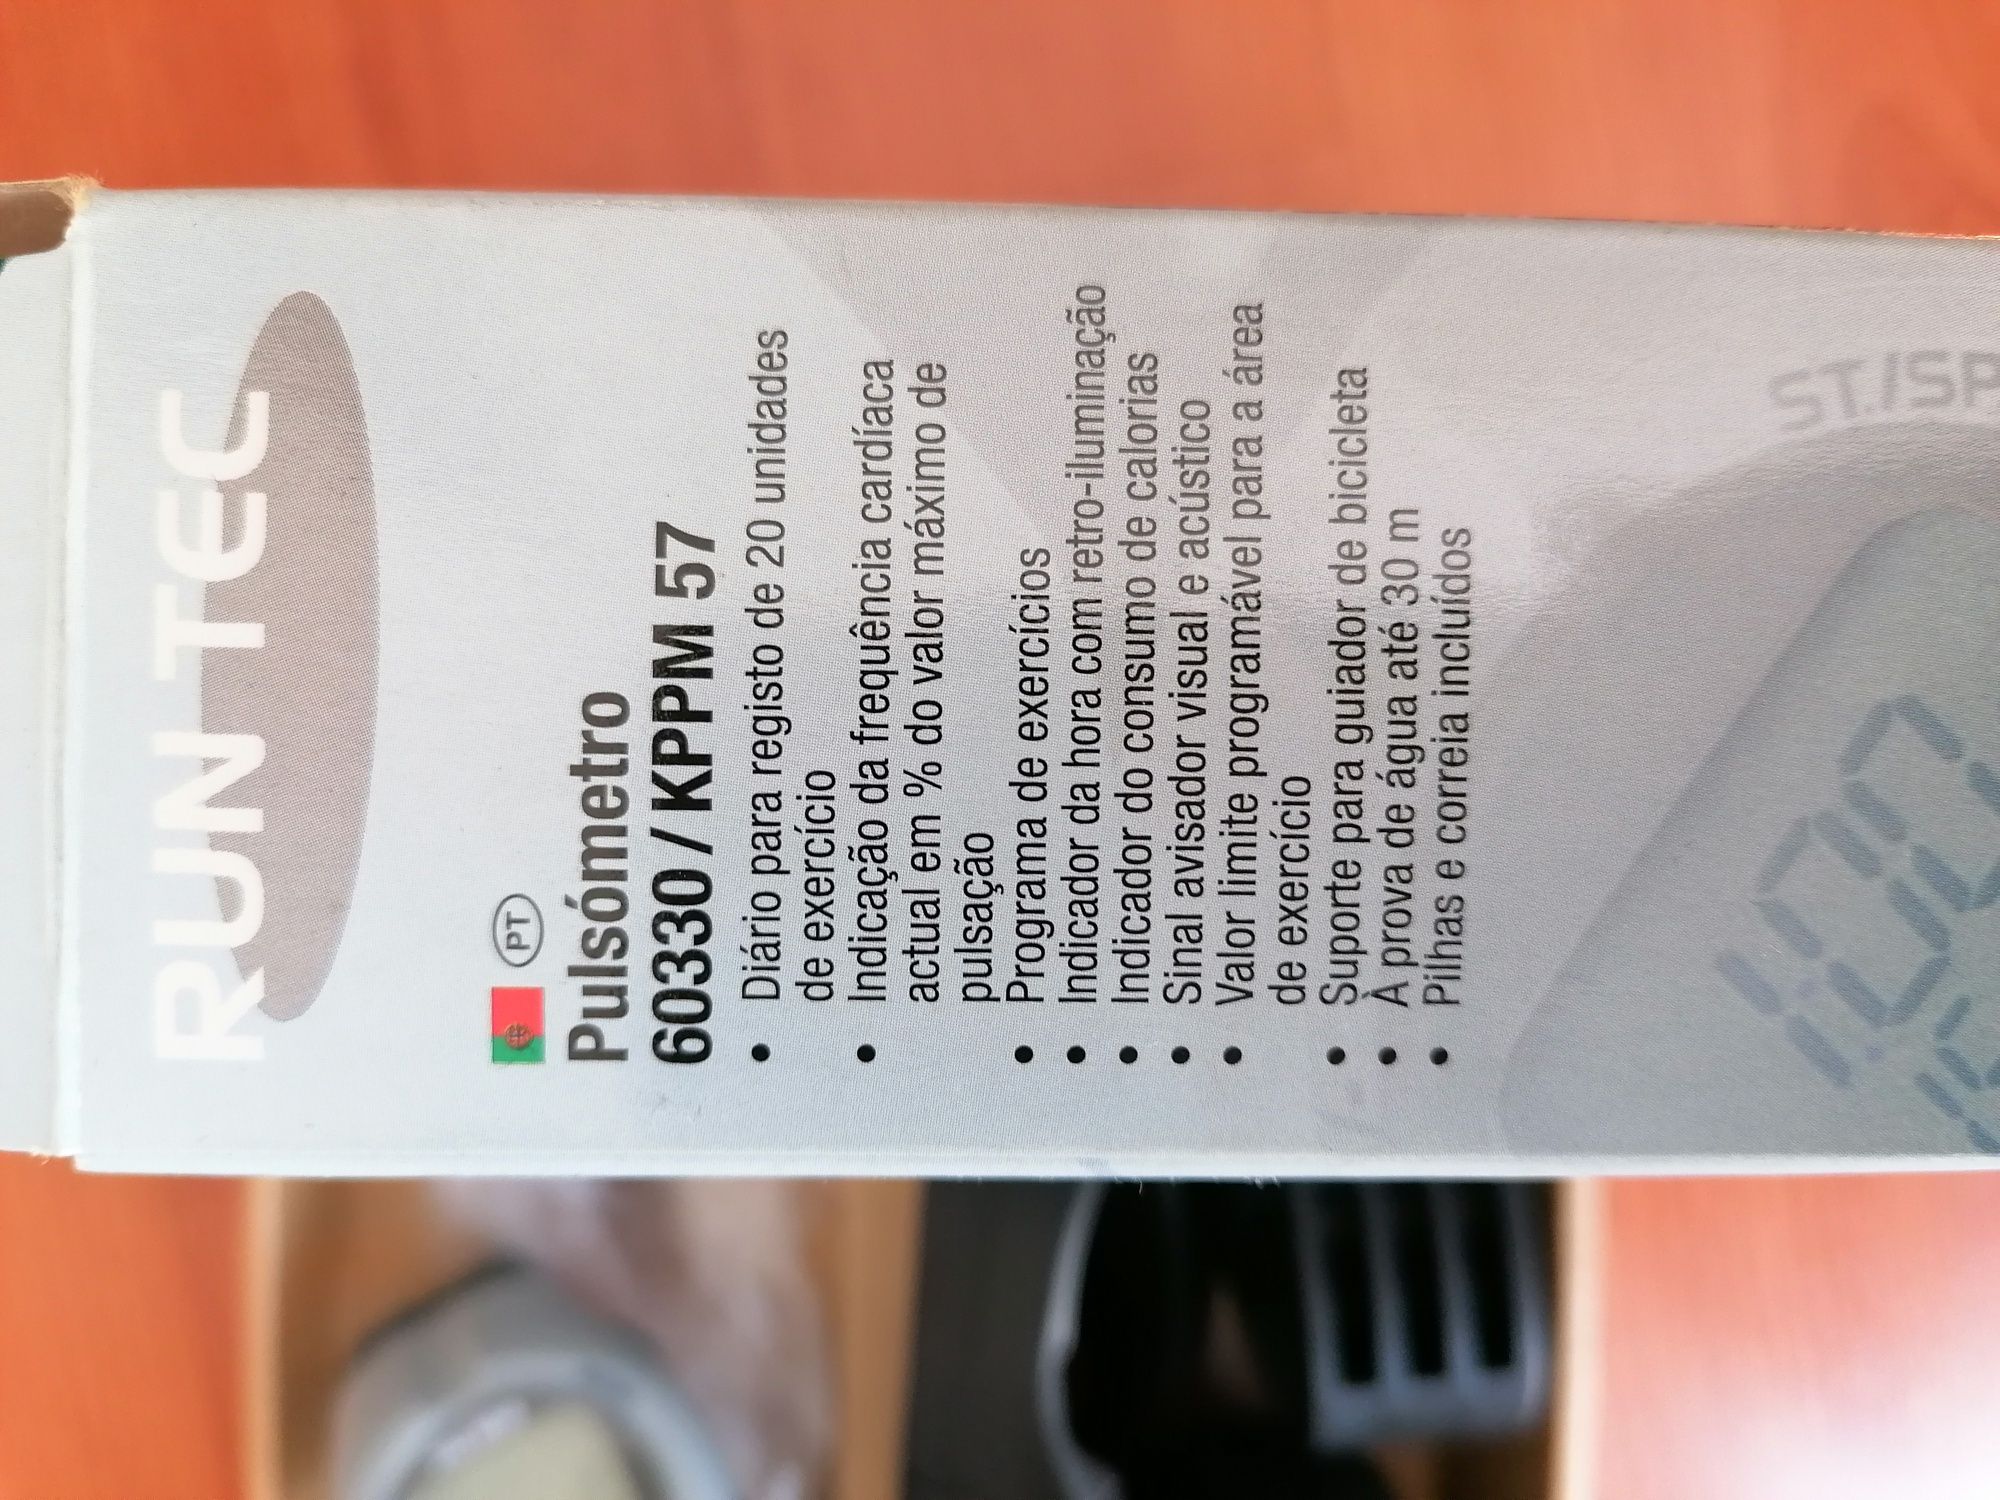 RUN TEC
PT
Pulsómetro
60330 / KPPM 57
• Diário para registo de 20 unidades
de exercício
• Indicação da frequência cardíaca
actual em % do valor máximo de
pulsação
• Programa de exercícios
• Indicador da hora com retro-iluminação
• Indicador do consumo de calorias
• Sinal avisador visual e acústico
• Valor limite programável para a área
de exercício
• Suporte para guiador de bicicleta
• À prova de água até 30 m
• Pilhas e correia incluídos
ST./SP